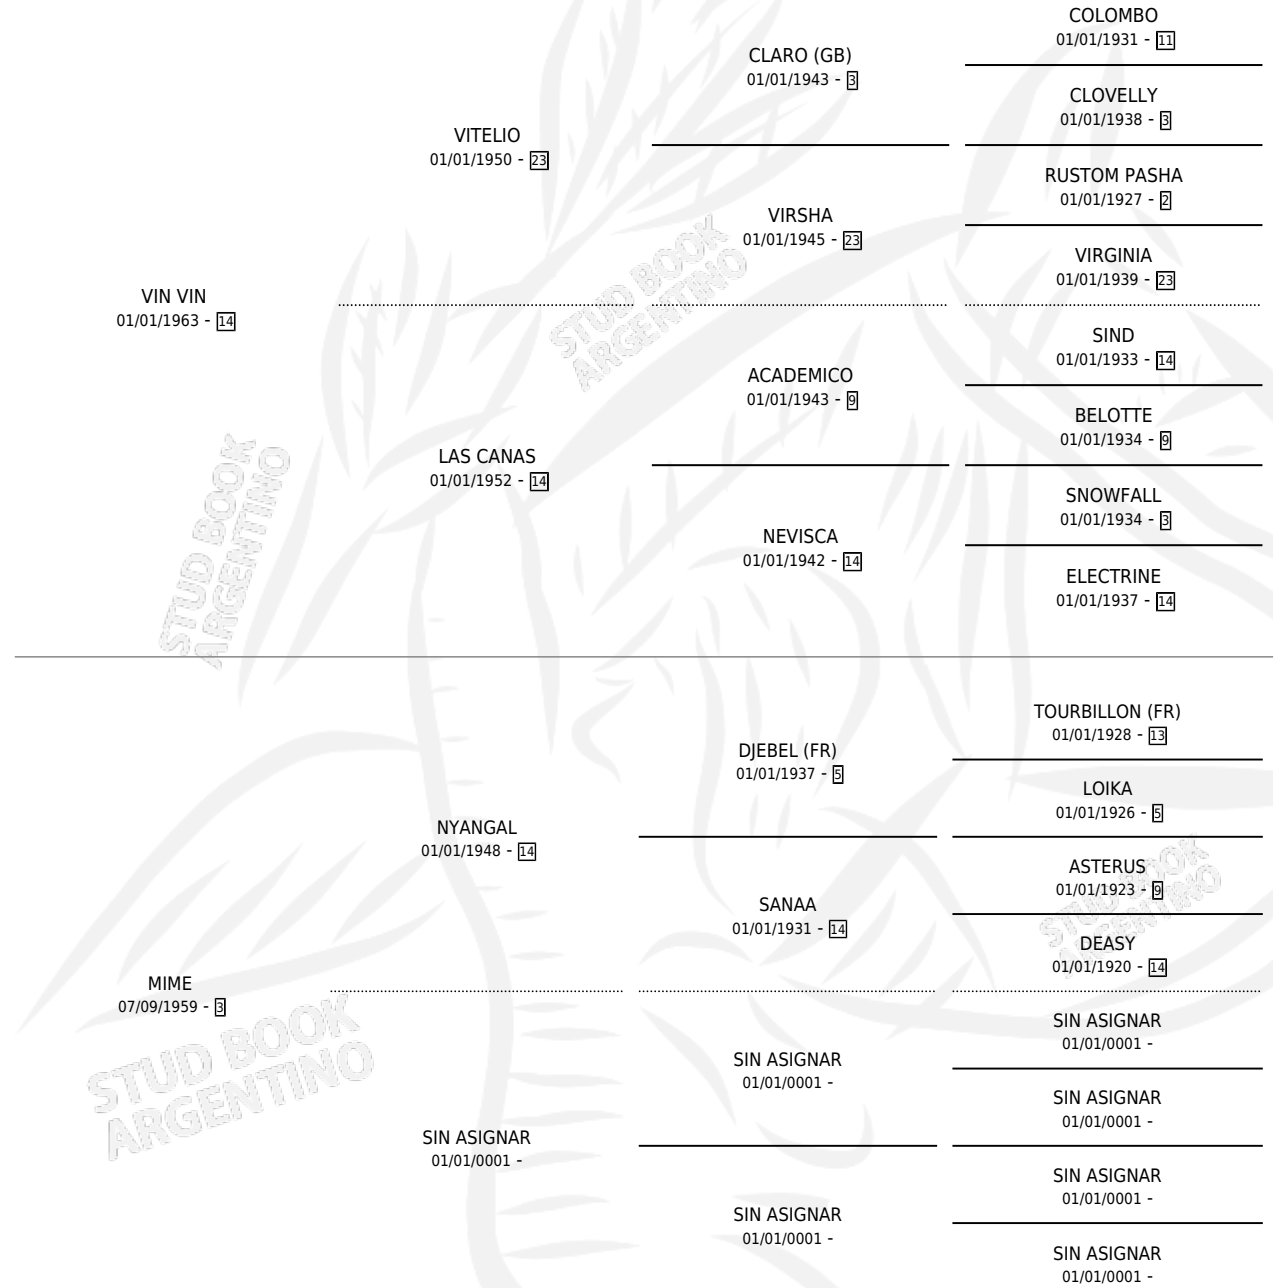 COLOMBO
01/01/1931 - 11
CLARO (GB)
01/01/1943 - 3
CLOVELLY
01/01/1938 - 3
VITELIO
01/01/1950 - 23
RUSTOM PASHA
01/01/1927 - 2
VIRSHA
01/01/1945 - 23
VIRGINIA
01/01/1939 - 23
STUD BOOK
ARGENTINO
VIN VIN
01/01/1963 - 14
SIND
01/01/1933 - 14
ACADEMICO
01/01/1943 - 9
BELOTTE
01/01/1934 - 9
LAS CANAS
01/01/1952 - 14
SNOWFALL
01/01/1934 - 3
NEVISCA
01/01/1942 - 14
ELECTRINE
01/01/1937 - 14
STUD BOOK
ARGENTINO
TOURBILLON (FR)
01/01/1928 - 13
DJEBEL (FR)
01/01/1937 - 5
LOIKA
01/01/1926 - 5
NYANGAL
01/01/1948 - 14
ASTERUS
01/01/1923 - 9
SANAA
01/01/1931 - 14
DEASY
01/01/1920 - 14
STUD BOOK
ARGENTINO
MIME
07/09/1959 - 3
SIN ASIGNAR
01/01/0001 -
SIN ASIGNAR
01/01/0001 -
SIN ASIGNAR
01/01/0001 -
STUD BOOK
ARGENTINO
SIN ASIGNAR
01/01/0001 -
SIN ASIGNAR
01/01/0001 -
SIN ASIGNAR
01/01/0001 -
SIN ASIGNAR
01/01/0001 -